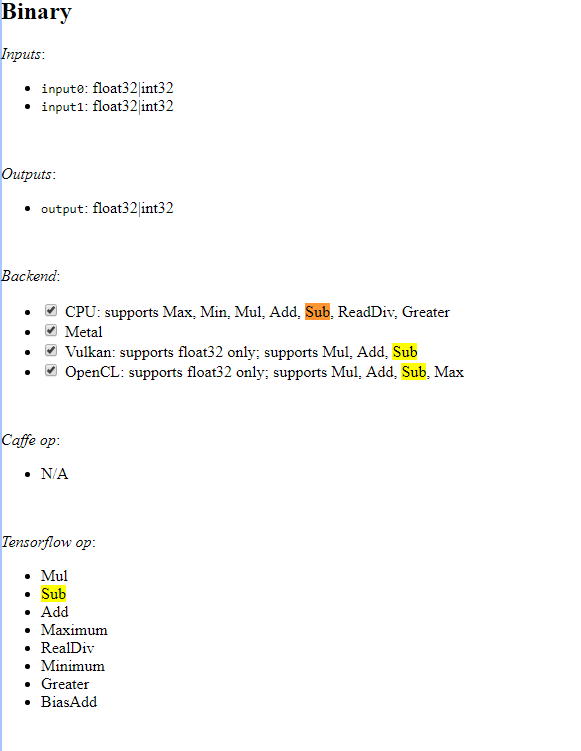 Binary
Inputs:
input0: float32|int32
input1: float32|int32
Outputs:
output: float32|int32
Backend:
CPU: supports Max, Min, Mul, Add, Sub, ReadDiv, Greater
Metal
Vulkan: supports float32 only; supports Mul, Add, Sub
OpenCL: supports float32 only; supports Mul, Add, Sub, Max
Caffe op:
N/A
Tensorflow op:
Mul
Sub
Add
Maximum
RealDiv
Minimum
Greater
BiasAdd